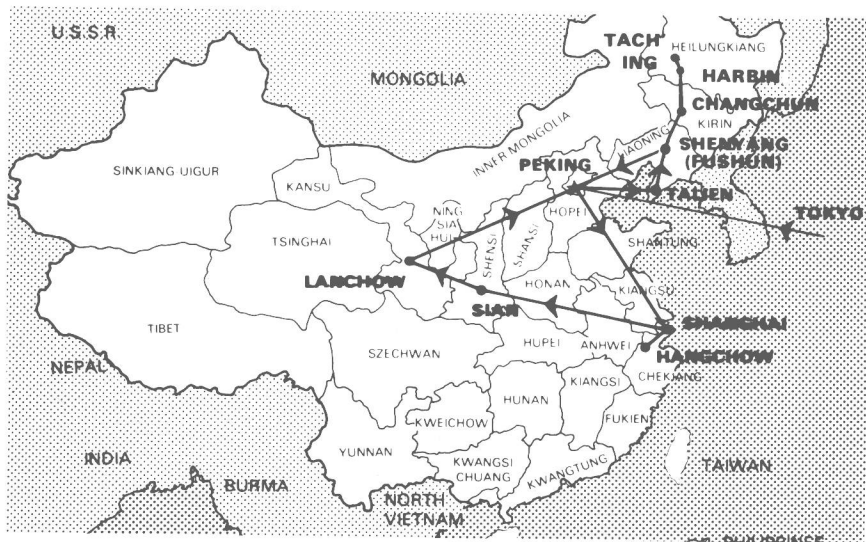 U.S.S.R.
MONGOLIA
TACH
ING
HEILUNGKIANG
HARBIN
CHANGCHUN
KIRIN
LIAONING
SHENYANG
(FUSHUN)
INNER MONGOLIA
PEKING
TALIEN
TOKYO
SINKIANG-UIGUR
KANSU
NING
SIA
HUI
HOPEI
SHANTUNG
TSINGHAI
SHENSI
SHANSI
LANCHOW
HONAN
KIANGSU
SIAN
SHANGHAI
TIBET
SZECHWAN
HUPEI
ANHWEI
HANGCHOW
NEPAL
CHEKIANG
HUNAN
KIANGSI
KWEICHOW
FUKIEN
YUNNAN
INDIA
KWANGSI
CHUANG
KWANGTUNG
TAIWAN
BURMA
NORTH
VIETNAM